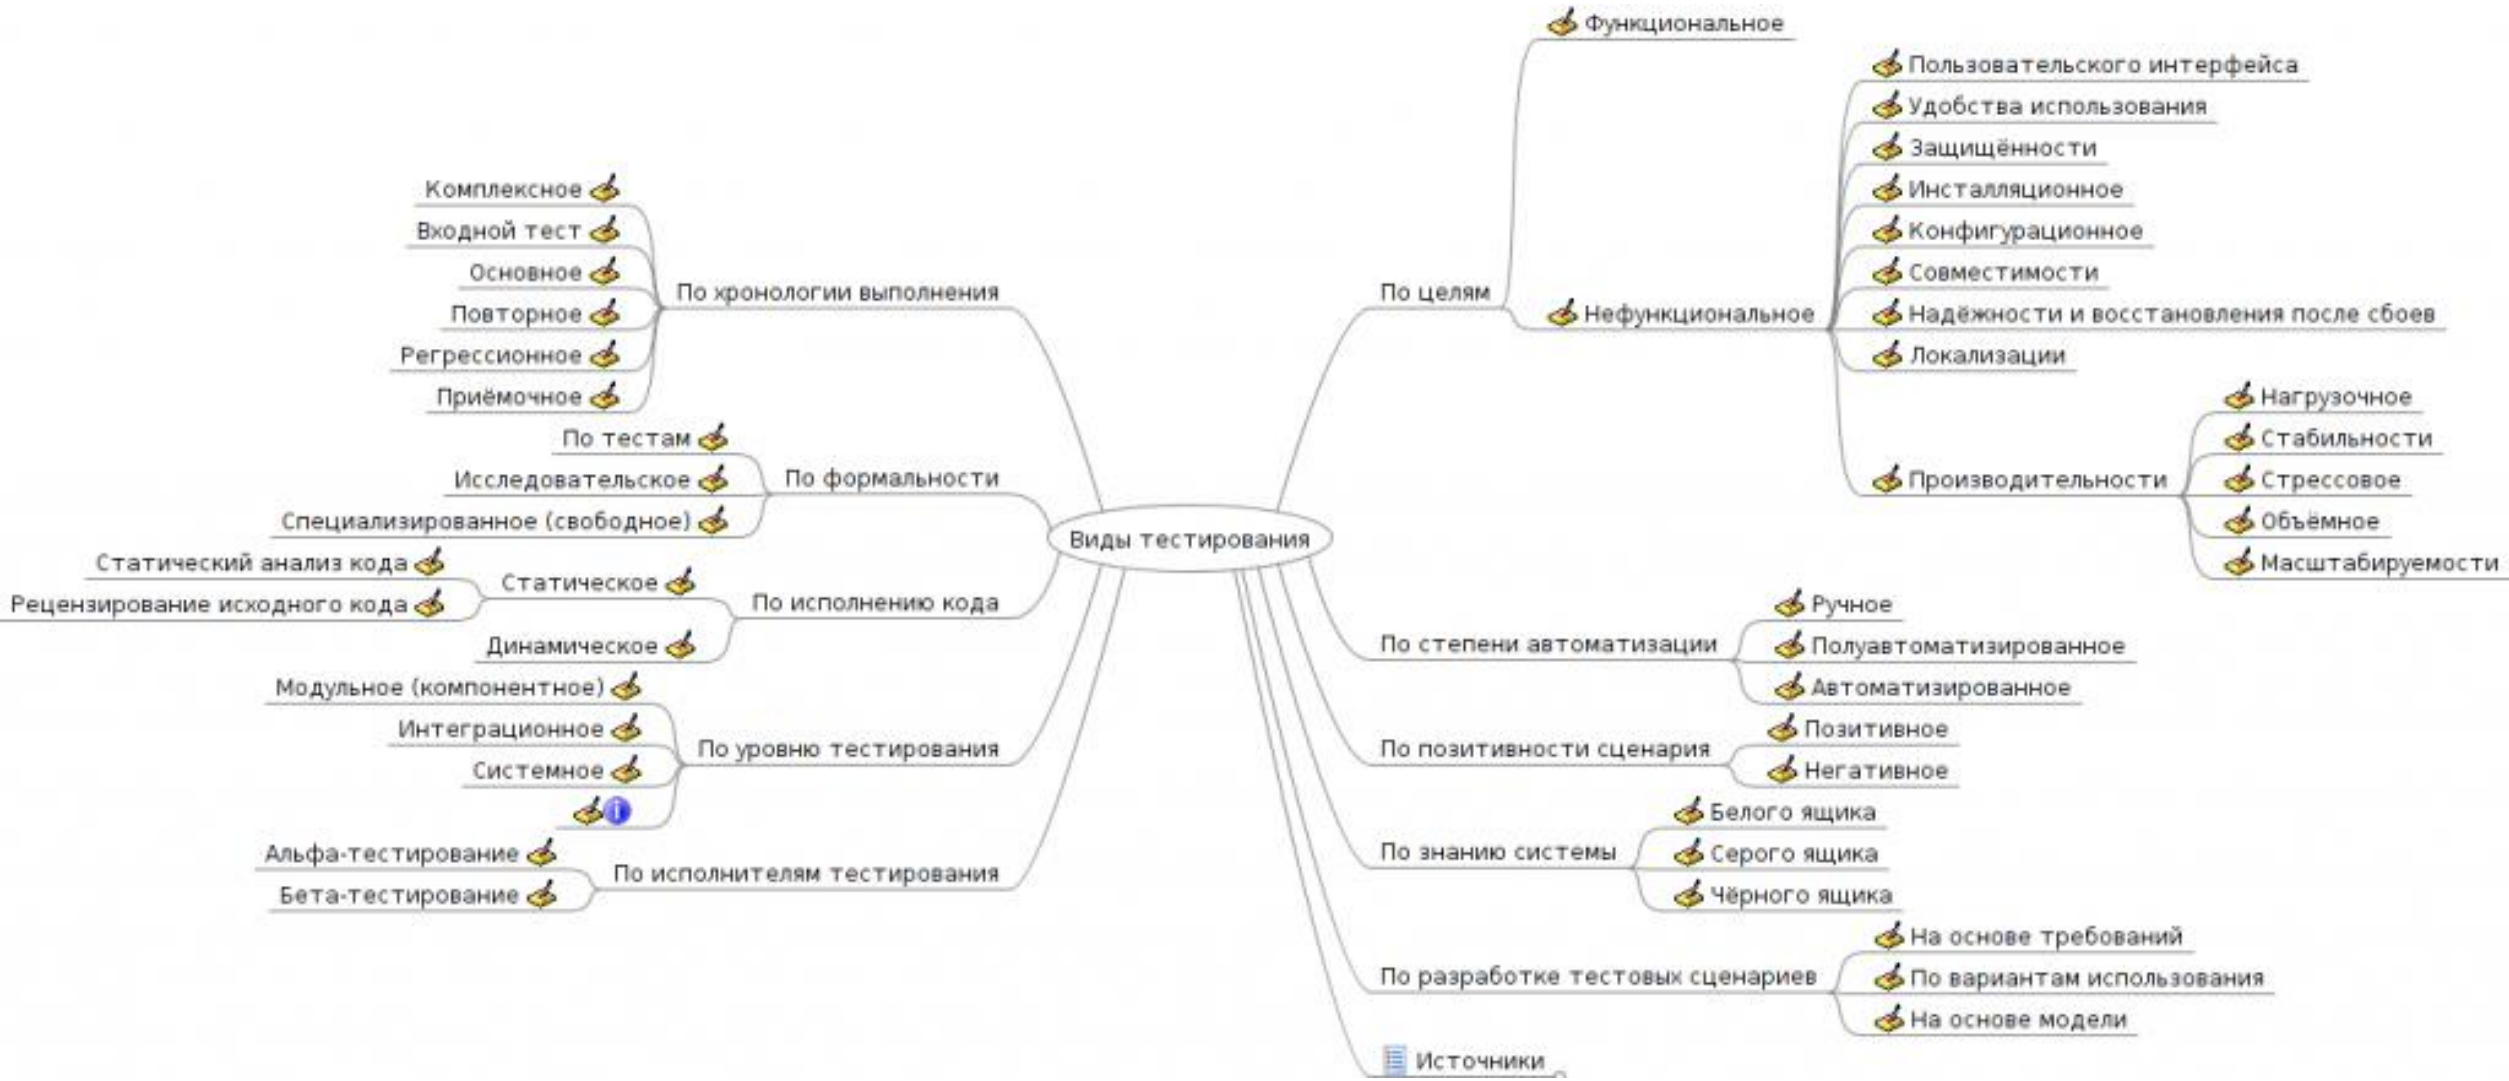 Функциональное
Пользовательского интерфейса
Удобства использования
Защищённости
Инсталляционное
Конфигурационное
Совместимости
По целям
Нефункциональное
Надёжности и восстановления после сбоев
Локализации
Нагрузочное
Стабильности
Производительности
Стрессовое
Объёмное
Масштабируемости
Комплексное
Входной тест
Основное
По хронологии выполнения
Повторное
Регрессионное
Приёмочное
По тестам
Исследовательское
По формальности
Специализированное (свободное)
Виды тестирования
Статический анализ кода
Статическое
Рецензирование исходного кода
По исполнению кода
Динамическое
Модульное (компонентное)
Интеграционное
По уровню тестирования
Системное
Альфа-тестирование
По исполнителям тестирования
Бета-тестирование
Ручное
По степени автоматизации
Полуавтоматизированное
Автоматизированное
Позитивное
По позитивности сценария
Негативное
Белого ящика
По знанию системы
Серого ящика
Чёрного ящика
На основе требований
По разработке тестовых сценариев
По вариантам использования
На основе модели
Источники